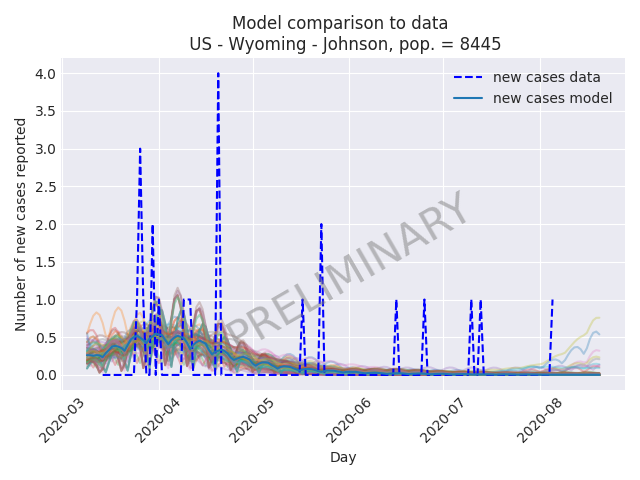 Model comparison to data
US - Wyoming - Johnson, pop. = 8445
new cases data
new cases model
Number of new cases reported
4.0
3.5
3.0
2.5
2.0
1.5
1.0
0.5
0.0
PRELIMINARY
2020-03
2020-04
2020-05
2020-06
2020-07
2020-08
Day